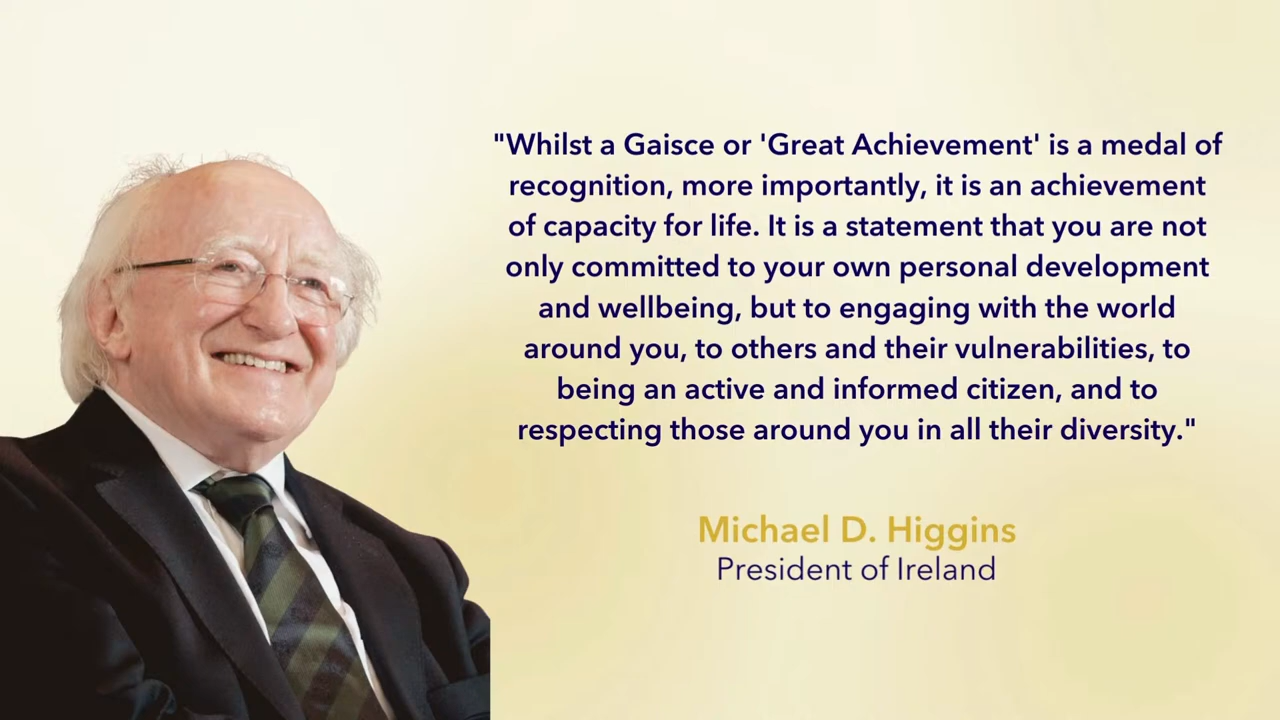 "Whilst a Gaisce or 'Great Achievement' is a medal of
recognition, more importantly, it is an achievement
of capacity for life. It is a statement that you are not
only committed to your own personal development
and wellbeing, but to engaging with the world
around you, to others and their vulnerabilities, to
being an active and informed citizen, and to
respecting those around you in all their diversity."
Michael D. Higgins
President of Ireland